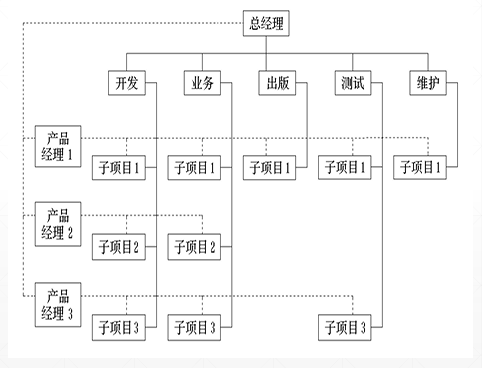 总经理
开发 业务 出版 测试 维护
产品
经理1
子项目1 子项目1 子项目1 子项目1 子项目1
产品
经理2
子项目2 子项目2
产品
经理3
子项目3 子项目3 子项目3